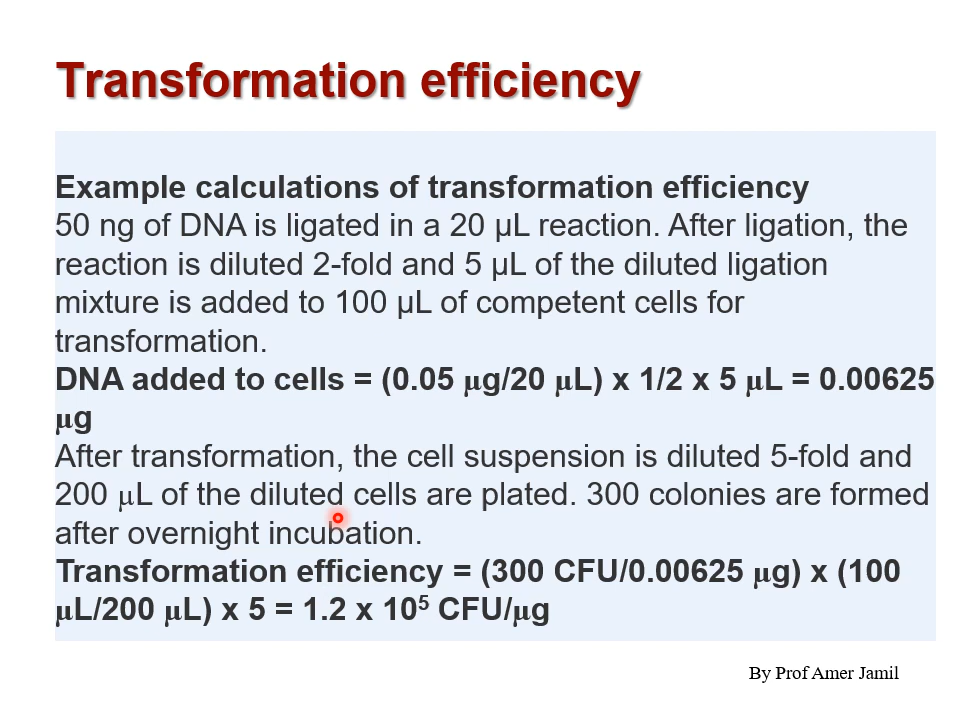 Transformation efficiency
Example calculations of transformation efficiency
50 ng of DNA is ligated in a 20 µL reaction. After ligation, the
reaction is diluted 2-fold and 5 µL of the diluted ligation
mixture is added to 100 µL of competent cells for
transformation.
DNA added to cells = (0.05 µg/20 µL) x 1/2 x 5 µL = 0.00625
µg
After transformation, the cell suspension is diluted 5-fold and
200 µL of the diluted cells are plated. 300 colonies are formed
after overnight incubation.
Transformation efficiency = (300 CFU/0.00625 µg) x (100
µL/200 µL) x 5 = 1.2 x 10⁵ CFU/µg
By Prof Amer Jamil